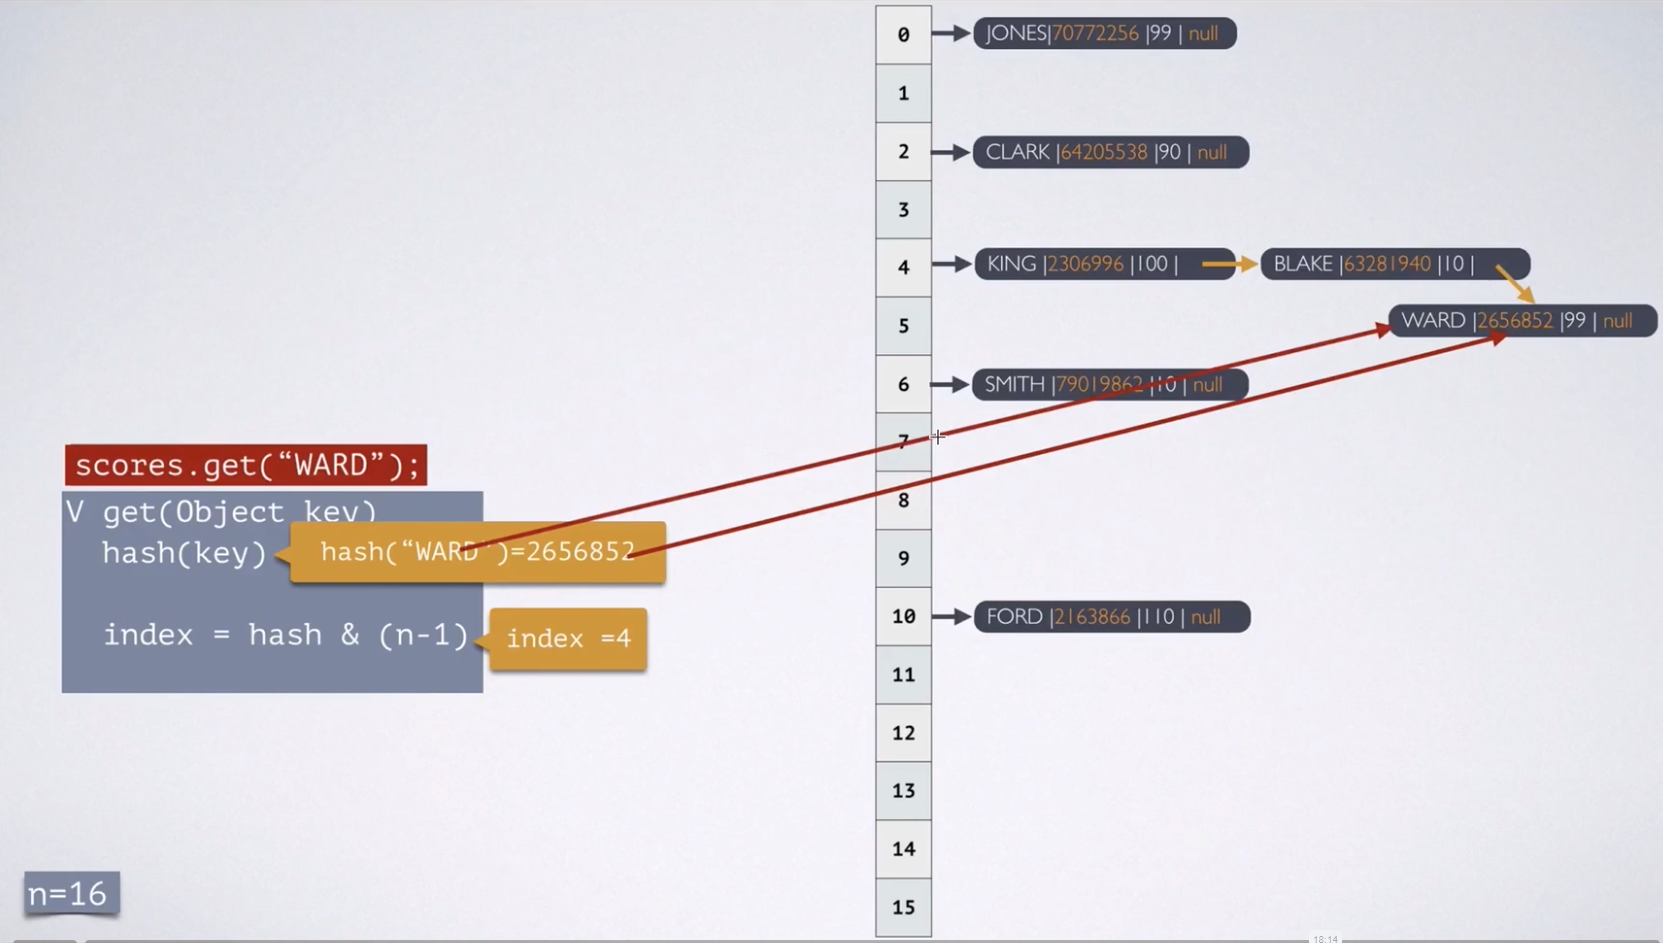 0 JONES|70772256 |99 | null
1
2 CLARK |64205538 |90 | null
3
4 KING |2306996 |100 | BLAKE |63281940 |10 |
5 WARD |2656852 |99 | null
6 SMITH |79019862 |10 | null
7
scores.get(“WARD”);
8
V get(Object key)
hash(key) hash(“WARD”)=2656852
9
10 FORD |2163866 |110 | null
index = hash & (n-1) index =4
11
12
13
14
n=16
15
18:14